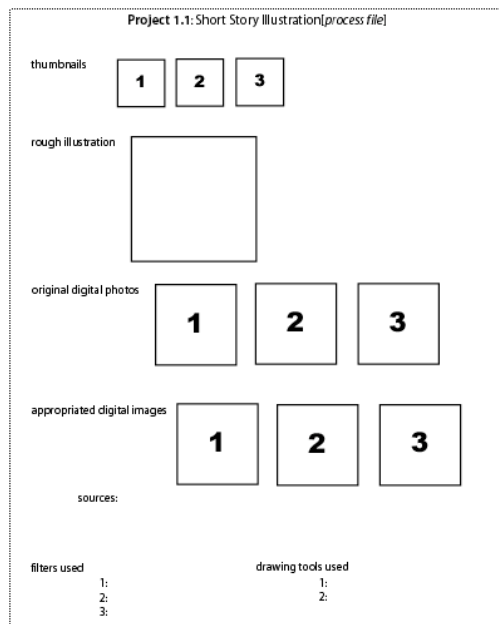 Project 1.1: Short Story Illustration[process file]
thumbnails
1 2 3
rough illustration
original digital photos
1 2 3
appropriated digital images
1 2 3
sources:
filters used
1:
2:
3:
drawing tools used
1:
2: